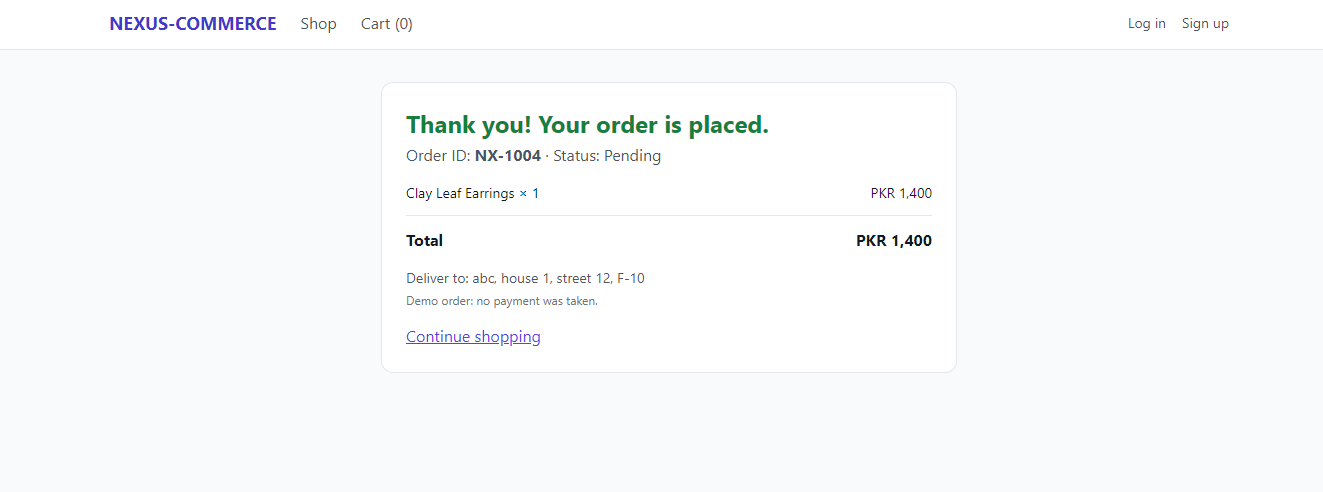 NEXUS-COMMERCE Shop Cart (0) Log in Sign up
Thank you! Your order is placed.
Order ID: NX-1004 · Status: Pending
Clay Leaf Earrings × 1 PKR 1,400
Total PKR 1,400
Deliver to: abc, house 1, street 12, F-10
Demo order: no payment was taken.
Continue shopping